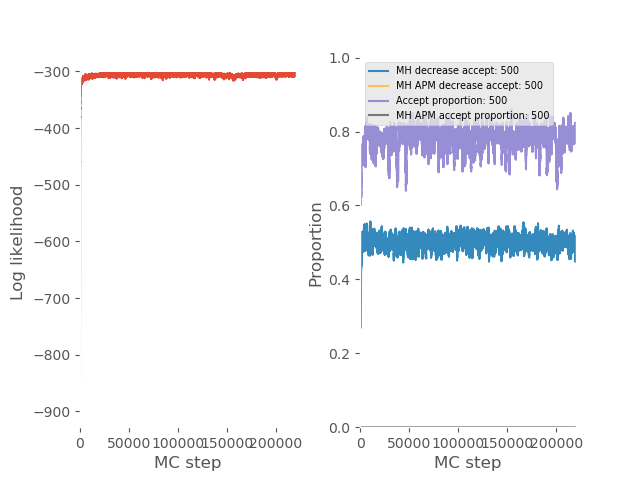 −300
−400
−500
−600
−700
−800
−900
0 50000 100000 150000 200000
MC step
Log likelihood
1.0
0.8
0.6
0.4
0.2
0.0
0 50000 100000 150000 200000
MC step
Proportion
MH decrease accept: 500
MH APM decrease accept: 500
Accept proportion: 500
MH APM accept proportion: 500